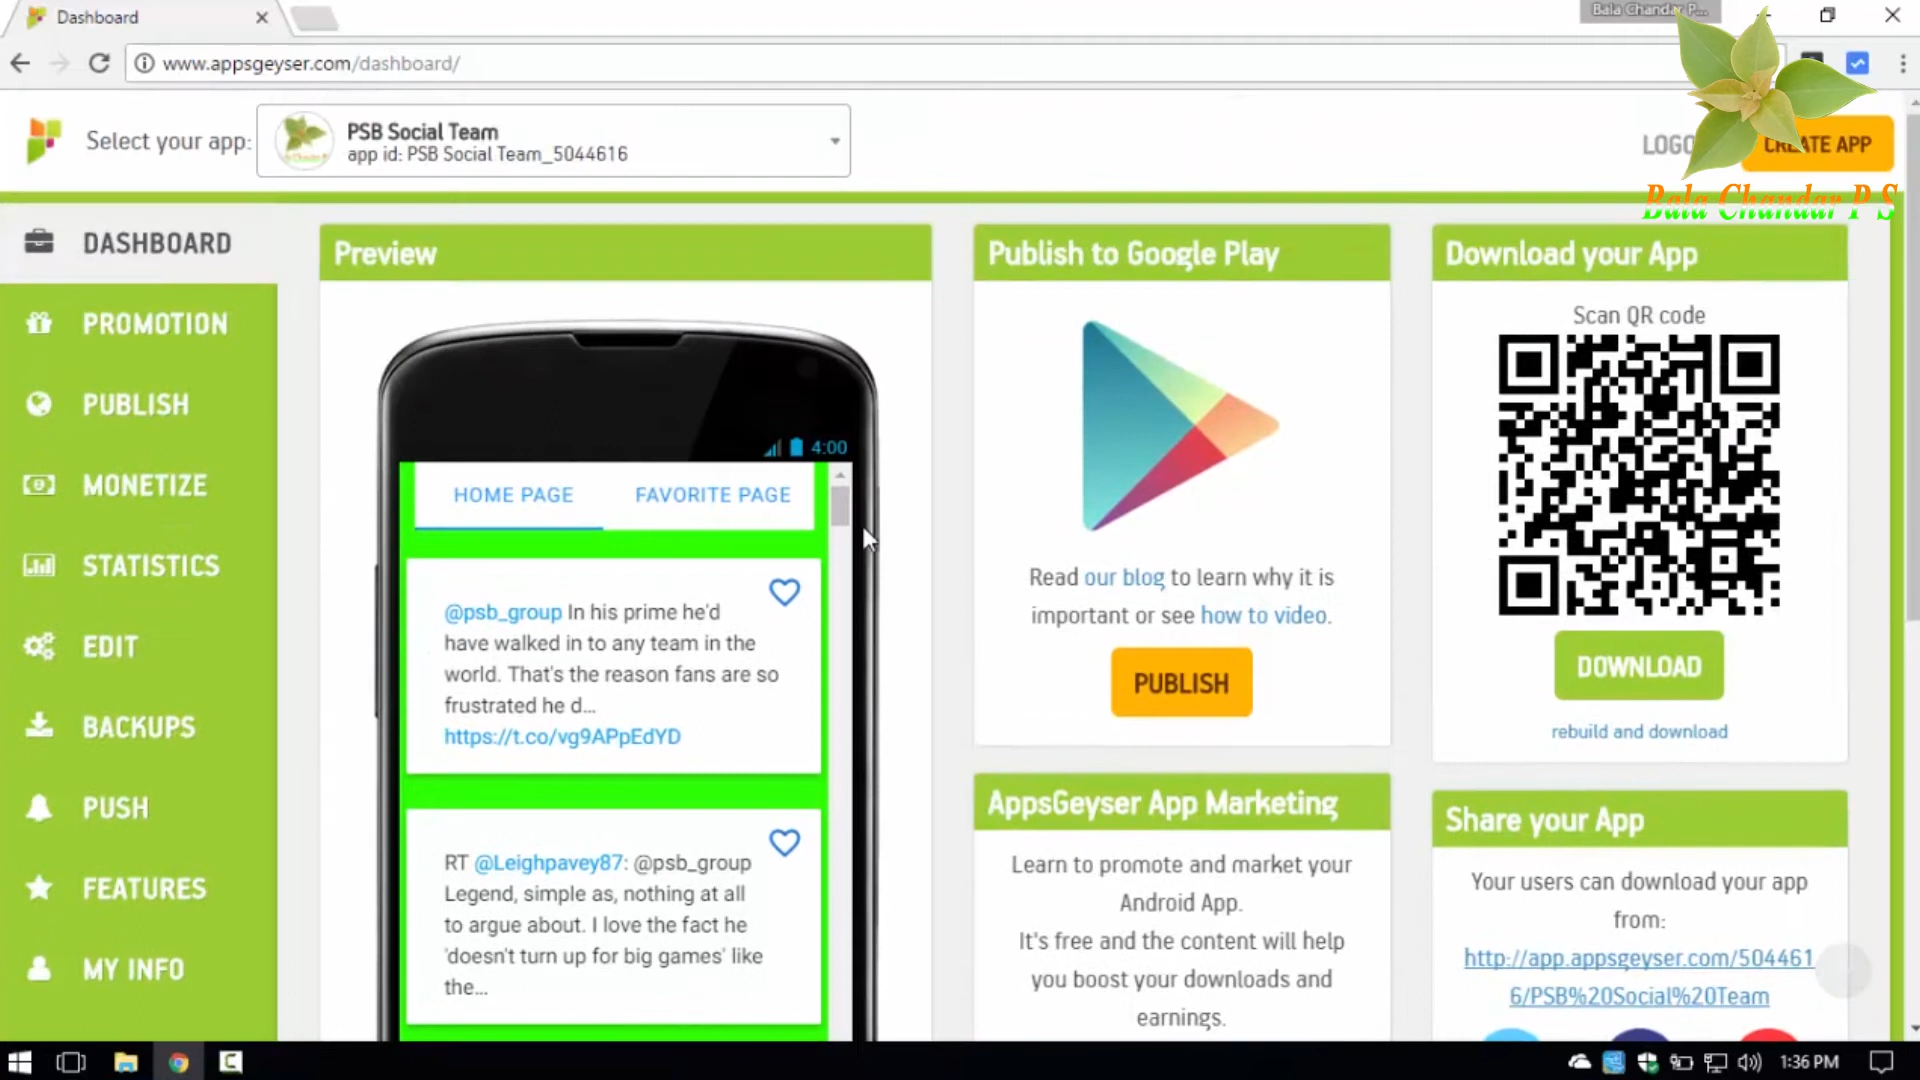 Dashboard
Bala Chandar P...
www.appsgeyser.com/dashboard/
Select your app:
PSB Social Team
app id: PSB Social Team_5044616
CREATE APP
Bala Chandar P S
DASHBOARD
PROMOTION
PUBLISH
MONETIZE
STATISTICS
EDIT
BACKUPS
PUSH
FEATURES
MY INFO
Preview
4:00
HOME PAGE
FAVORITE PAGE
@psb_group In his prime he'd
have walked in to any team in the
world. That's the reason fans are so
frustrated he d...
https://t.co/vg9APpEdYD
RT @Leighpavey87: @psb_group
Legend, simple as, nothing at all
to argue about. I love the fact he
'doesn't turn up for big games' like
the...
Publish to Google Play
Read our blog to learn why it is
important or see how to video.
PUBLISH
AppsGeyser App Marketing
Learn to promote and market your
Android App.
It's free and the content will help
you boost your downloads and
earnings.
Download your App
Scan QR code
DOWNLOAD
rebuild and download
Share your App
Your users can download your app
from:
http://app.appsgeyser.com/504461
6/PSB%20Social%20Team
1:36 PM